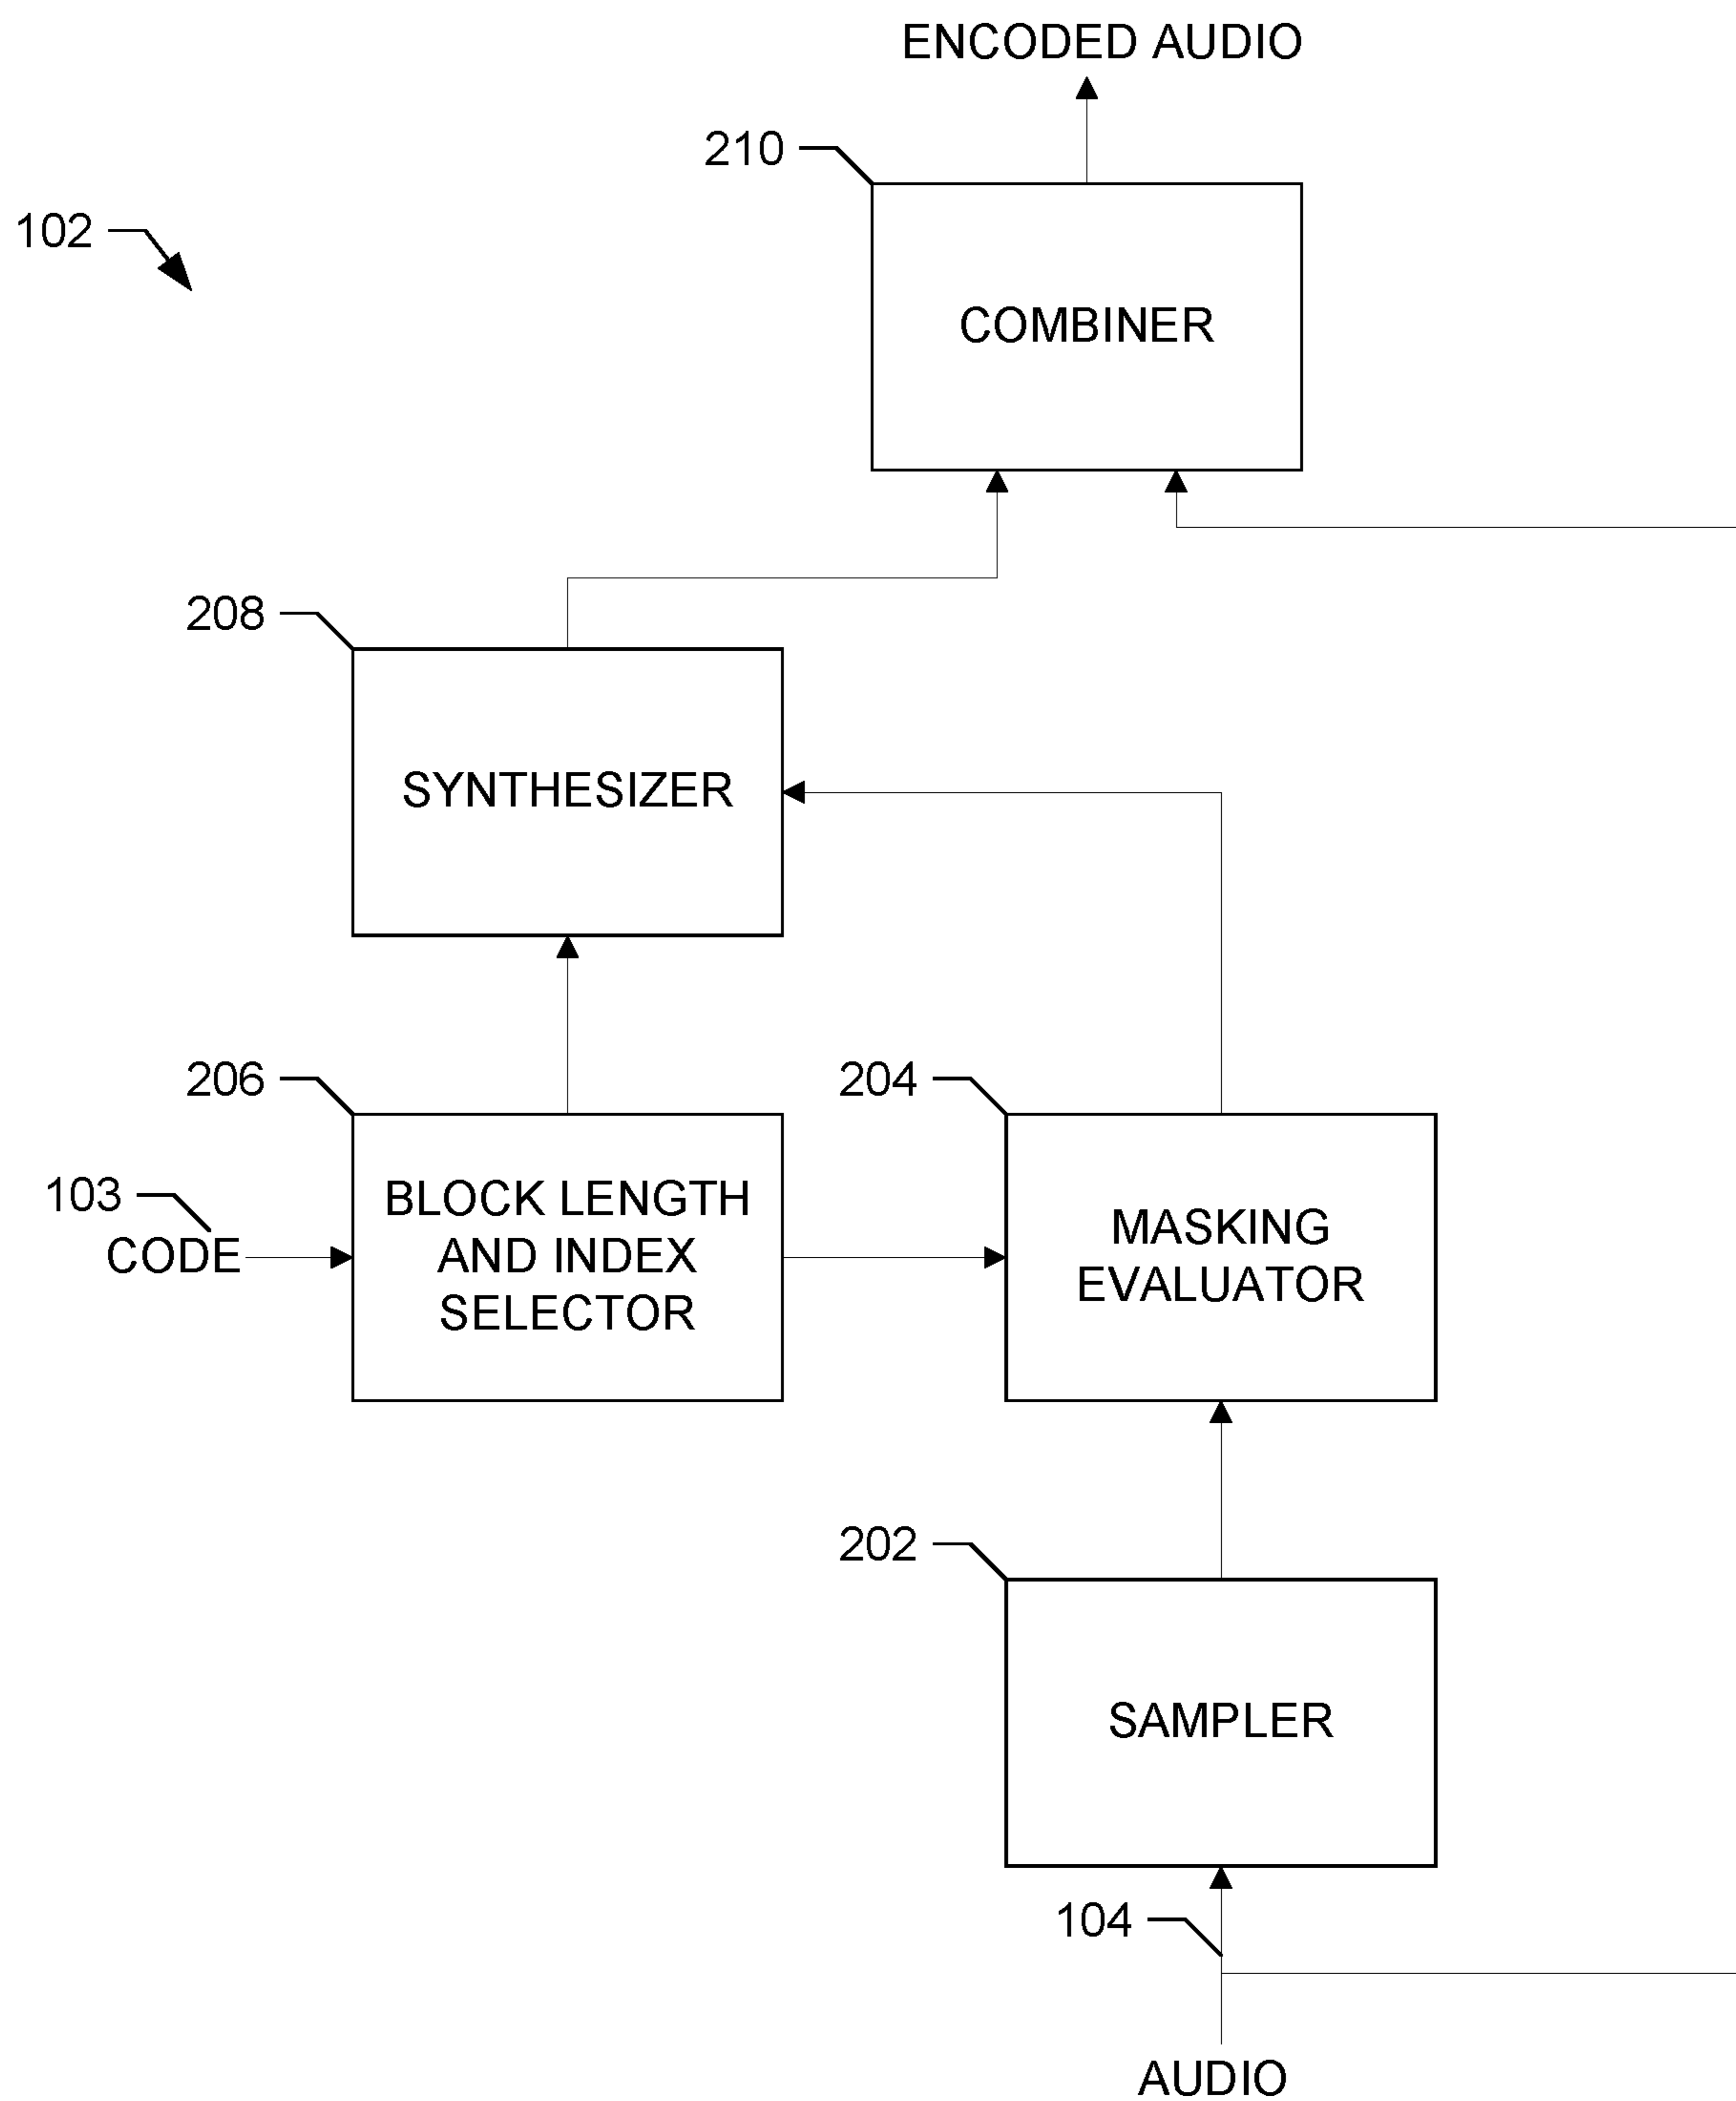 ENCODED AUDIO
210
102
COMBINER
208
SYNTHESIZER
206
204
103
CODE
BLOCK LENGTH
AND INDEX
SELECTOR
MASKING
EVALUATOR
202
SAMPLER
104
AUDIO